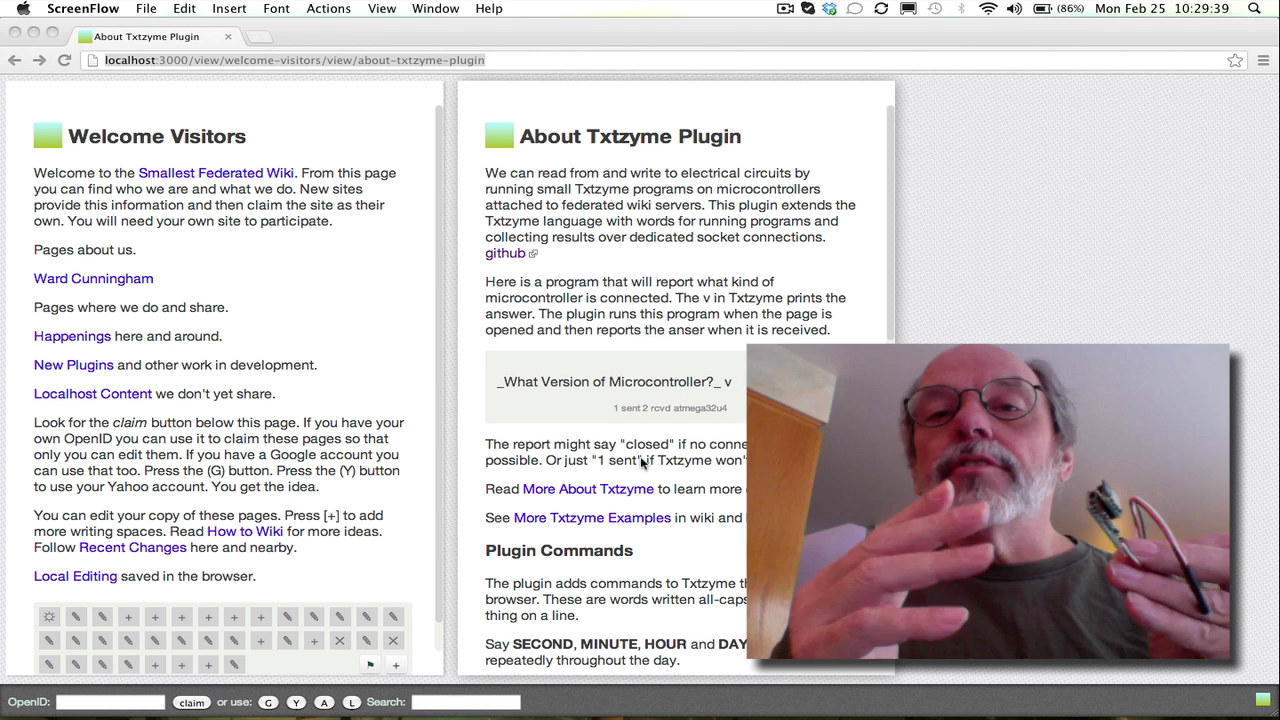 ScreenFlow File Edit Insert Font Actions View Window Help (86%) Mon Feb 25 10:29:39
About Txtzyme Plugin
localhost:3000/view/welcome-visitors/view/about-txtzyme-plugin
Welcome Visitors
Welcome to the Smallest Federated Wiki. From this page
you can find who we are and what we do. New sites
provide this information and then claim the site as their
own. You will need your own site to participate.
Pages about us.
Ward Cunningham
Pages where we do and share.
Happenings here and around.
New Plugins and other work in development.
Localhost Content we don't yet share.
Look for the claim button below this page. If you have your
own OpenID you can use it to claim these pages so that
only you can edit them. If you have a Google account you
can use that too. Press the (G) button. Press the (Y) button
to use your Yahoo account. You get the idea.
You can edit your copy of these pages. Press [+] to add
more writing spaces. Read How to Wiki for more ideas.
Follow Recent Changes here and nearby.
Local Editing saved in the browser.
About Txtzyme Plugin
We can read from and write to electrical circuits by
running small Txtzyme programs on microcontrollers
attached to federated wiki servers. This plugin extends the
Txtzyme language with words for running programs and
collecting results over dedicated socket connections.
github
Here is a program that will report what kind of
microcontroller is connected. The v in Txtzyme prints the
answer. The plugin runs this program when the page is
opened and then reports the anser when it is received.
_What Version of Microcontroller?_ v
1 sent 2 rcvd atmega32u4
The report might say "closed" if no conne
possible. Or just "1 sent" if Txtzyme won'
Read More About Txtzyme to learn more
See More Txtzyme Examples in wiki and
Plugin Commands
The plugin adds commands to Txtzyme th
browser. These are words written all-caps
thing on a line.
Say SECOND, MINUTE, HOUR and DAY
repeatedly throughout the day.
OpenID: claim or use: G Y A L Search: